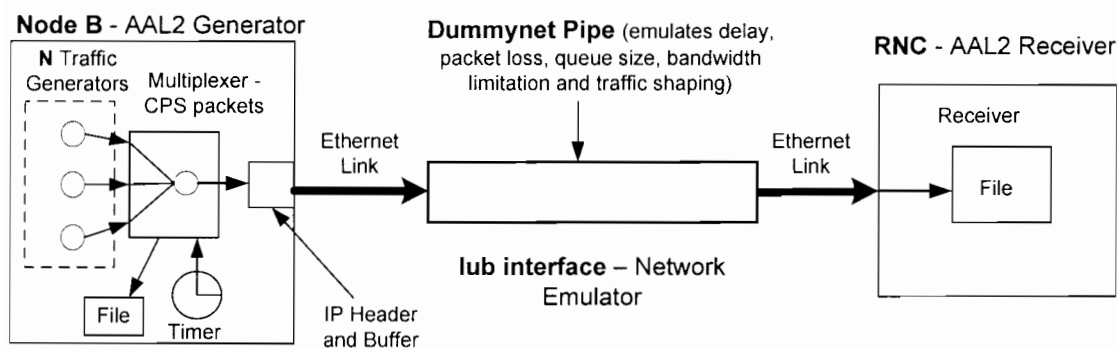 Node B - AAL2 Generator
N Traffic
Generators
Multiplexer -
CPS packets
File
Timer
IP Header
and Buffer
Ethernet
Link
Dummynet Pipe (emulates delay,
packet loss, queue size, bandwidth
limitation and traffic shaping)
Iub interface – Network
Emulator
Ethernet
Link
RNC - AAL2 Receiver
Receiver
File